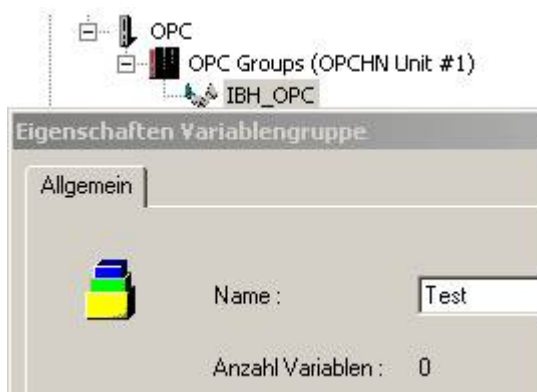 OPC
OPC Groups (OPCHN Unit #1)
IBH_OPC
Eigenschaften Variablengruppe
Allgemein
Name : Test
Anzahl Variablen : 0